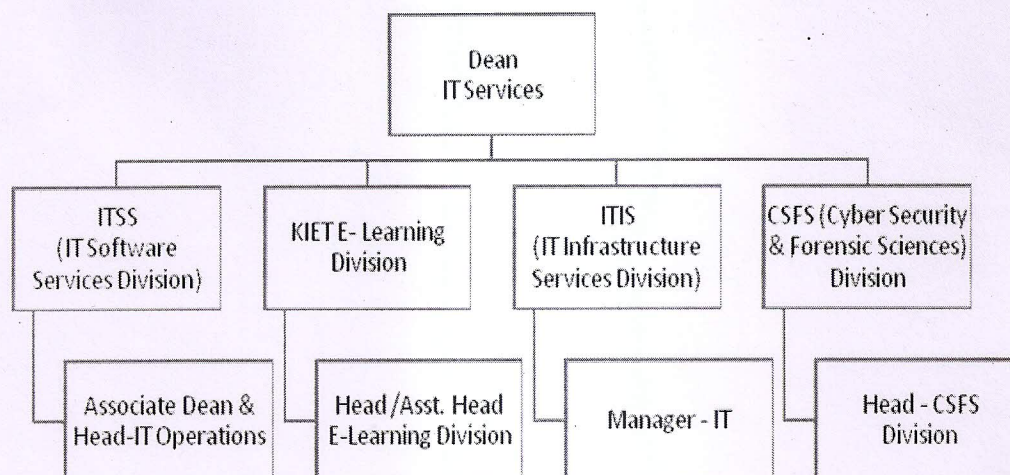 Dean
IT Services
ITSS
(IT Software
Services Division)
KIET E- Learning
Division
ITIS
(IT Infrastructure
Services Division)
CSFS (Cyber Security
& Forensic Sciences)
Division
Associate Dean &
Head-IT Operations
Head /Asst. Head
E-Learning Division
Manager - IT
Head - CSFS
Division